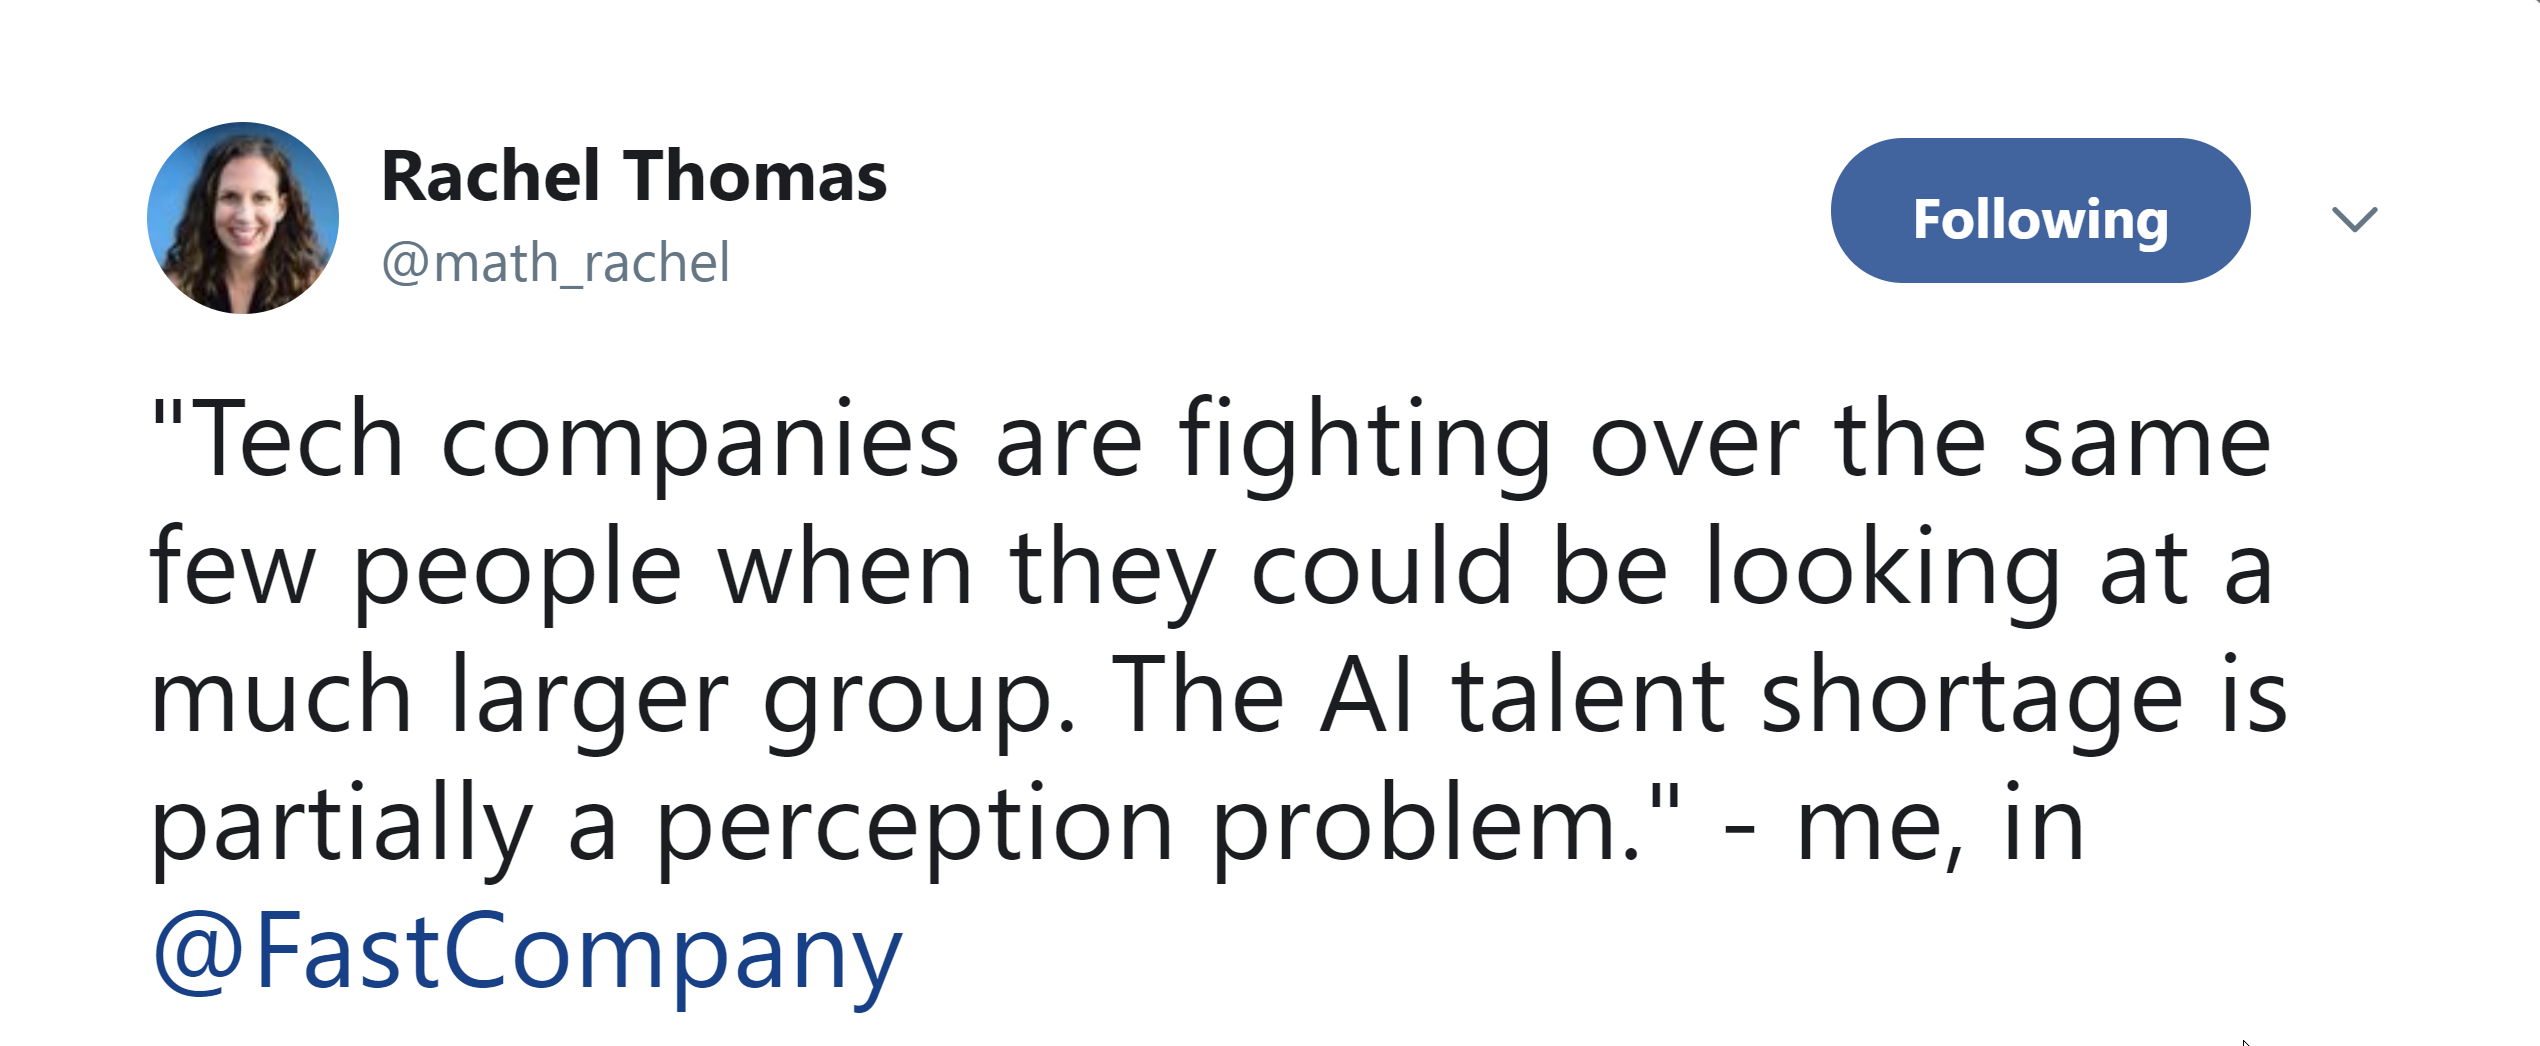 Rachel Thomas
@math_rachel
Following
"Tech companies are fighting over the same
few people when they could be looking at a
much larger group. The AI talent shortage is
partially a perception problem." - me, in
@FastCompany